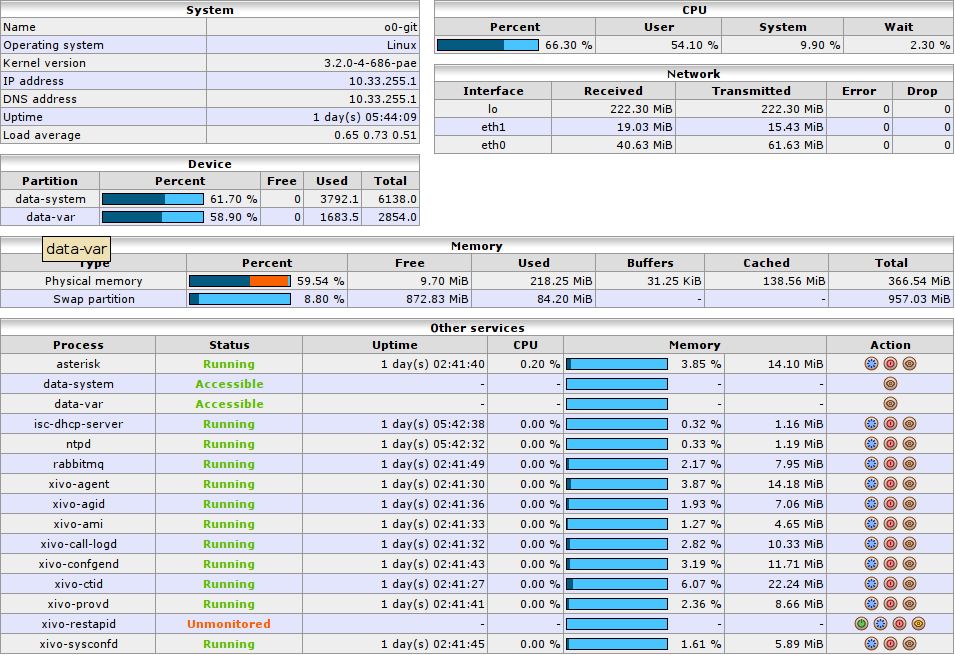 System
Name o0-git
Operating system Linux
Kernel version 3.2.0-4-686-pae
IP address 10.33.255.1
DNS address 10.33.255.1
Uptime 1 day(s) 05:44:09
Load average 0.65 0.73 0.51
CPU
Percent User System Wait
66.30 % 54.10 % 9.90 % 2.30 %
Network
Interface Received Transmitted Error Drop
lo 222.30 MiB 222.30 MiB 0 0
eth1 19.03 MiB 15.43 MiB 0 0
eth0 40.63 MiB 61.63 MiB 0 0
Device
Partition Percent Free Used Total
data-system 61.70 % 0 3792.1 6138.0
data-var 58.90 % 0 1683.5 2854.0
data-var
Memory
Type Percent Free Used Buffers Cached Total
Physical memory 59.54 % 9.70 MiB 218.25 MiB 31.25 KiB 138.56 MiB 366.54 MiB
Swap partition 8.80 % 872.83 MiB 84.20 MiB - - 957.03 MiB
Other services
Process Status Uptime CPU Memory Action
asterisk Running 1 day(s) 02:41:40 0.20 % 3.85 % 14.10 MiB
data-system Accessible - - - -
data-var Accessible - - - -
isc-dhcp-server Running 1 day(s) 05:42:38 0.00 % 0.32 % 1.16 MiB
ntpd Running 1 day(s) 05:42:32 0.00 % 0.33 % 1.19 MiB
rabbitmq Running 1 day(s) 02:41:49 0.00 % 2.17 % 7.95 MiB
xivo-agent Running 1 day(s) 02:41:30 0.00 % 3.87 % 14.18 MiB
xivo-agid Running 1 day(s) 02:41:36 0.00 % 1.93 % 7.06 MiB
xivo-ami Running 1 day(s) 02:41:33 0.00 % 1.27 % 4.65 MiB
xivo-call-logd Running 1 day(s) 02:41:32 0.00 % 2.82 % 10.33 MiB
xivo-confgend Running 1 day(s) 02:41:43 0.00 % 3.19 % 11.71 MiB
xivo-ctid Running 1 day(s) 02:41:27 0.00 % 6.07 % 22.24 MiB
xivo-provd Running 1 day(s) 02:41:41 0.00 % 2.36 % 8.66 MiB
xivo-restapid Unmonitored - - - -
xivo-sysconfd Running 1 day(s) 02:41:45 0.00 % 1.61 % 5.89 MiB